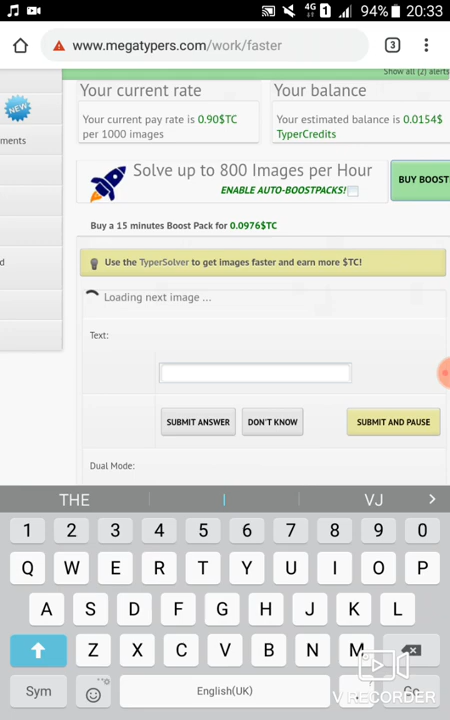 4G 1 94% 20:33
www.megatypers.com/work/faster 3
Show all (2) alerts
NEW
ments
d
Your current rate Your balance
Your current pay rate is 0.90$TC per 1000 images
Your estimated balance is 0.0154$ TyperCredits
Solve up to 800 Images per Hour
ENABLE AUTO-BOOSTPACKS!
BUY BOOST
Buy a 15 minutes Boost Pack for 0.0976$TC
Use the TyperSolver to get images faster and earn more $TC!
Loading next image ...
Text:
SUBMIT ANSWER DON'T KNOW SUBMIT AND PAUSE
Dual Mode:
THE I VJ
1 2 3 4 5 6 7 8 9 0
Q W E R T Y U I O P
A S D F G H J K L
Z X C V B N M
Sym English(UK) . Go
V RECORDER